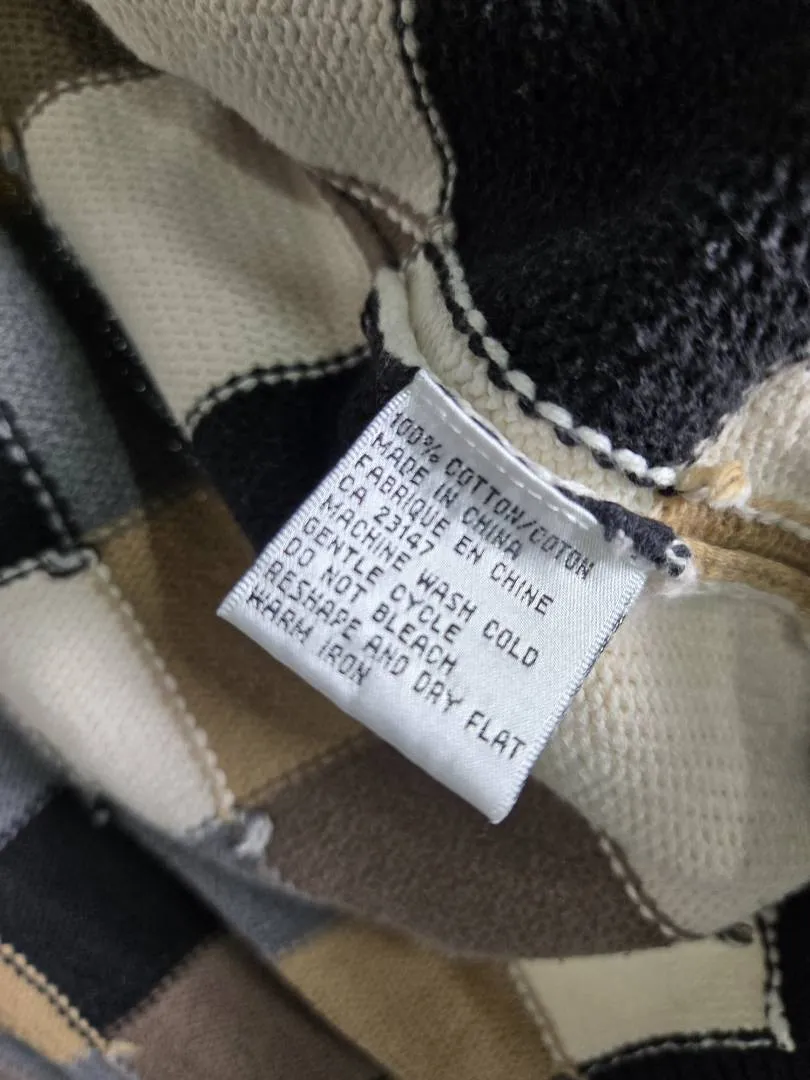 100% COTTON/COTON
MADE IN CHINA
FABRIQUE EN CHINE
CA 23147
MACHINE WASH COLD
GENTLE CYCLE
DO NOT BLEACH
RESHAPE AND DRY FLAT
WARM IRON